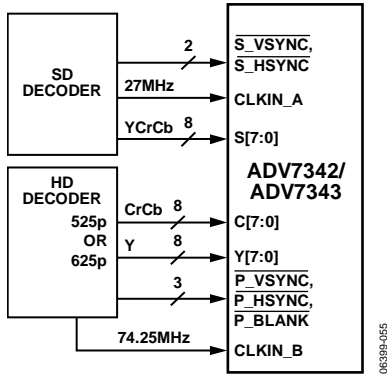 SD
DECODER
2
S_VSYNC,
S_HSYNC
27MHz
CLKIN_A
YCrCb
8
S[7:0]
ADV7342/
ADV7343
HD
DECODER
525p
OR
625p
CrCb
8
C[7:0]
Y
8
Y[7:0]
3
P_VSYNC,
P_HSYNC,
P_BLANK
74.25MHz
CLKIN_B
06399-055